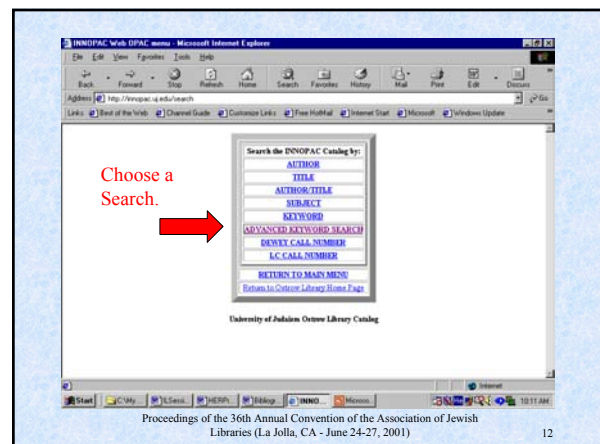 INNOPAC Web OPAC menu - Microsoft Internet Explorer
File Edit View Favorites Tools Help
Back Forward Stop Refresh Home Search Favorites History Mail Print Edit Discuss
Address http://innopac.uj.edu/search Go
Links Best of the Web Channel Guide Customize Links Free HotMail Internet Start Microsoft Windows Update
Choose a
Search.
Search the INNOPAC Catalog by:
AUTHOR
TITLE
AUTHOR/TITLE
SUBJECT
KEYWORD
ADVANCED KEYWORD SEARCH
DEWEY CALL NUMBER
LC CALL NUMBER
RETURN TO MAIN MENU
Return to Ostrow Library Home Page
University of Judaism Ostrow Library Catalog
Internet
Start C:\My... Bibliog... INNO... Microso... 10:11 AM
Proceedings of the 36th Annual Convention of the Association of Jewish
Libraries (La Jolla, CA - June 24-27, 2001)
12